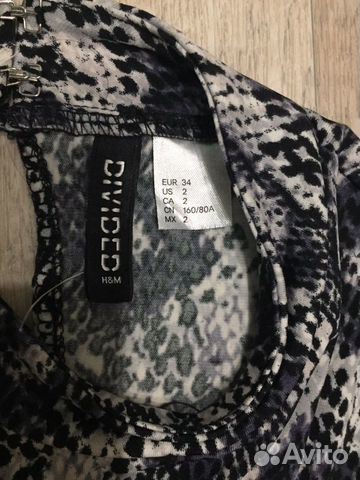 DIVIDED
H&M
EUR 34
US 2
CA 2
CN 160/80A
MX 2
Avito